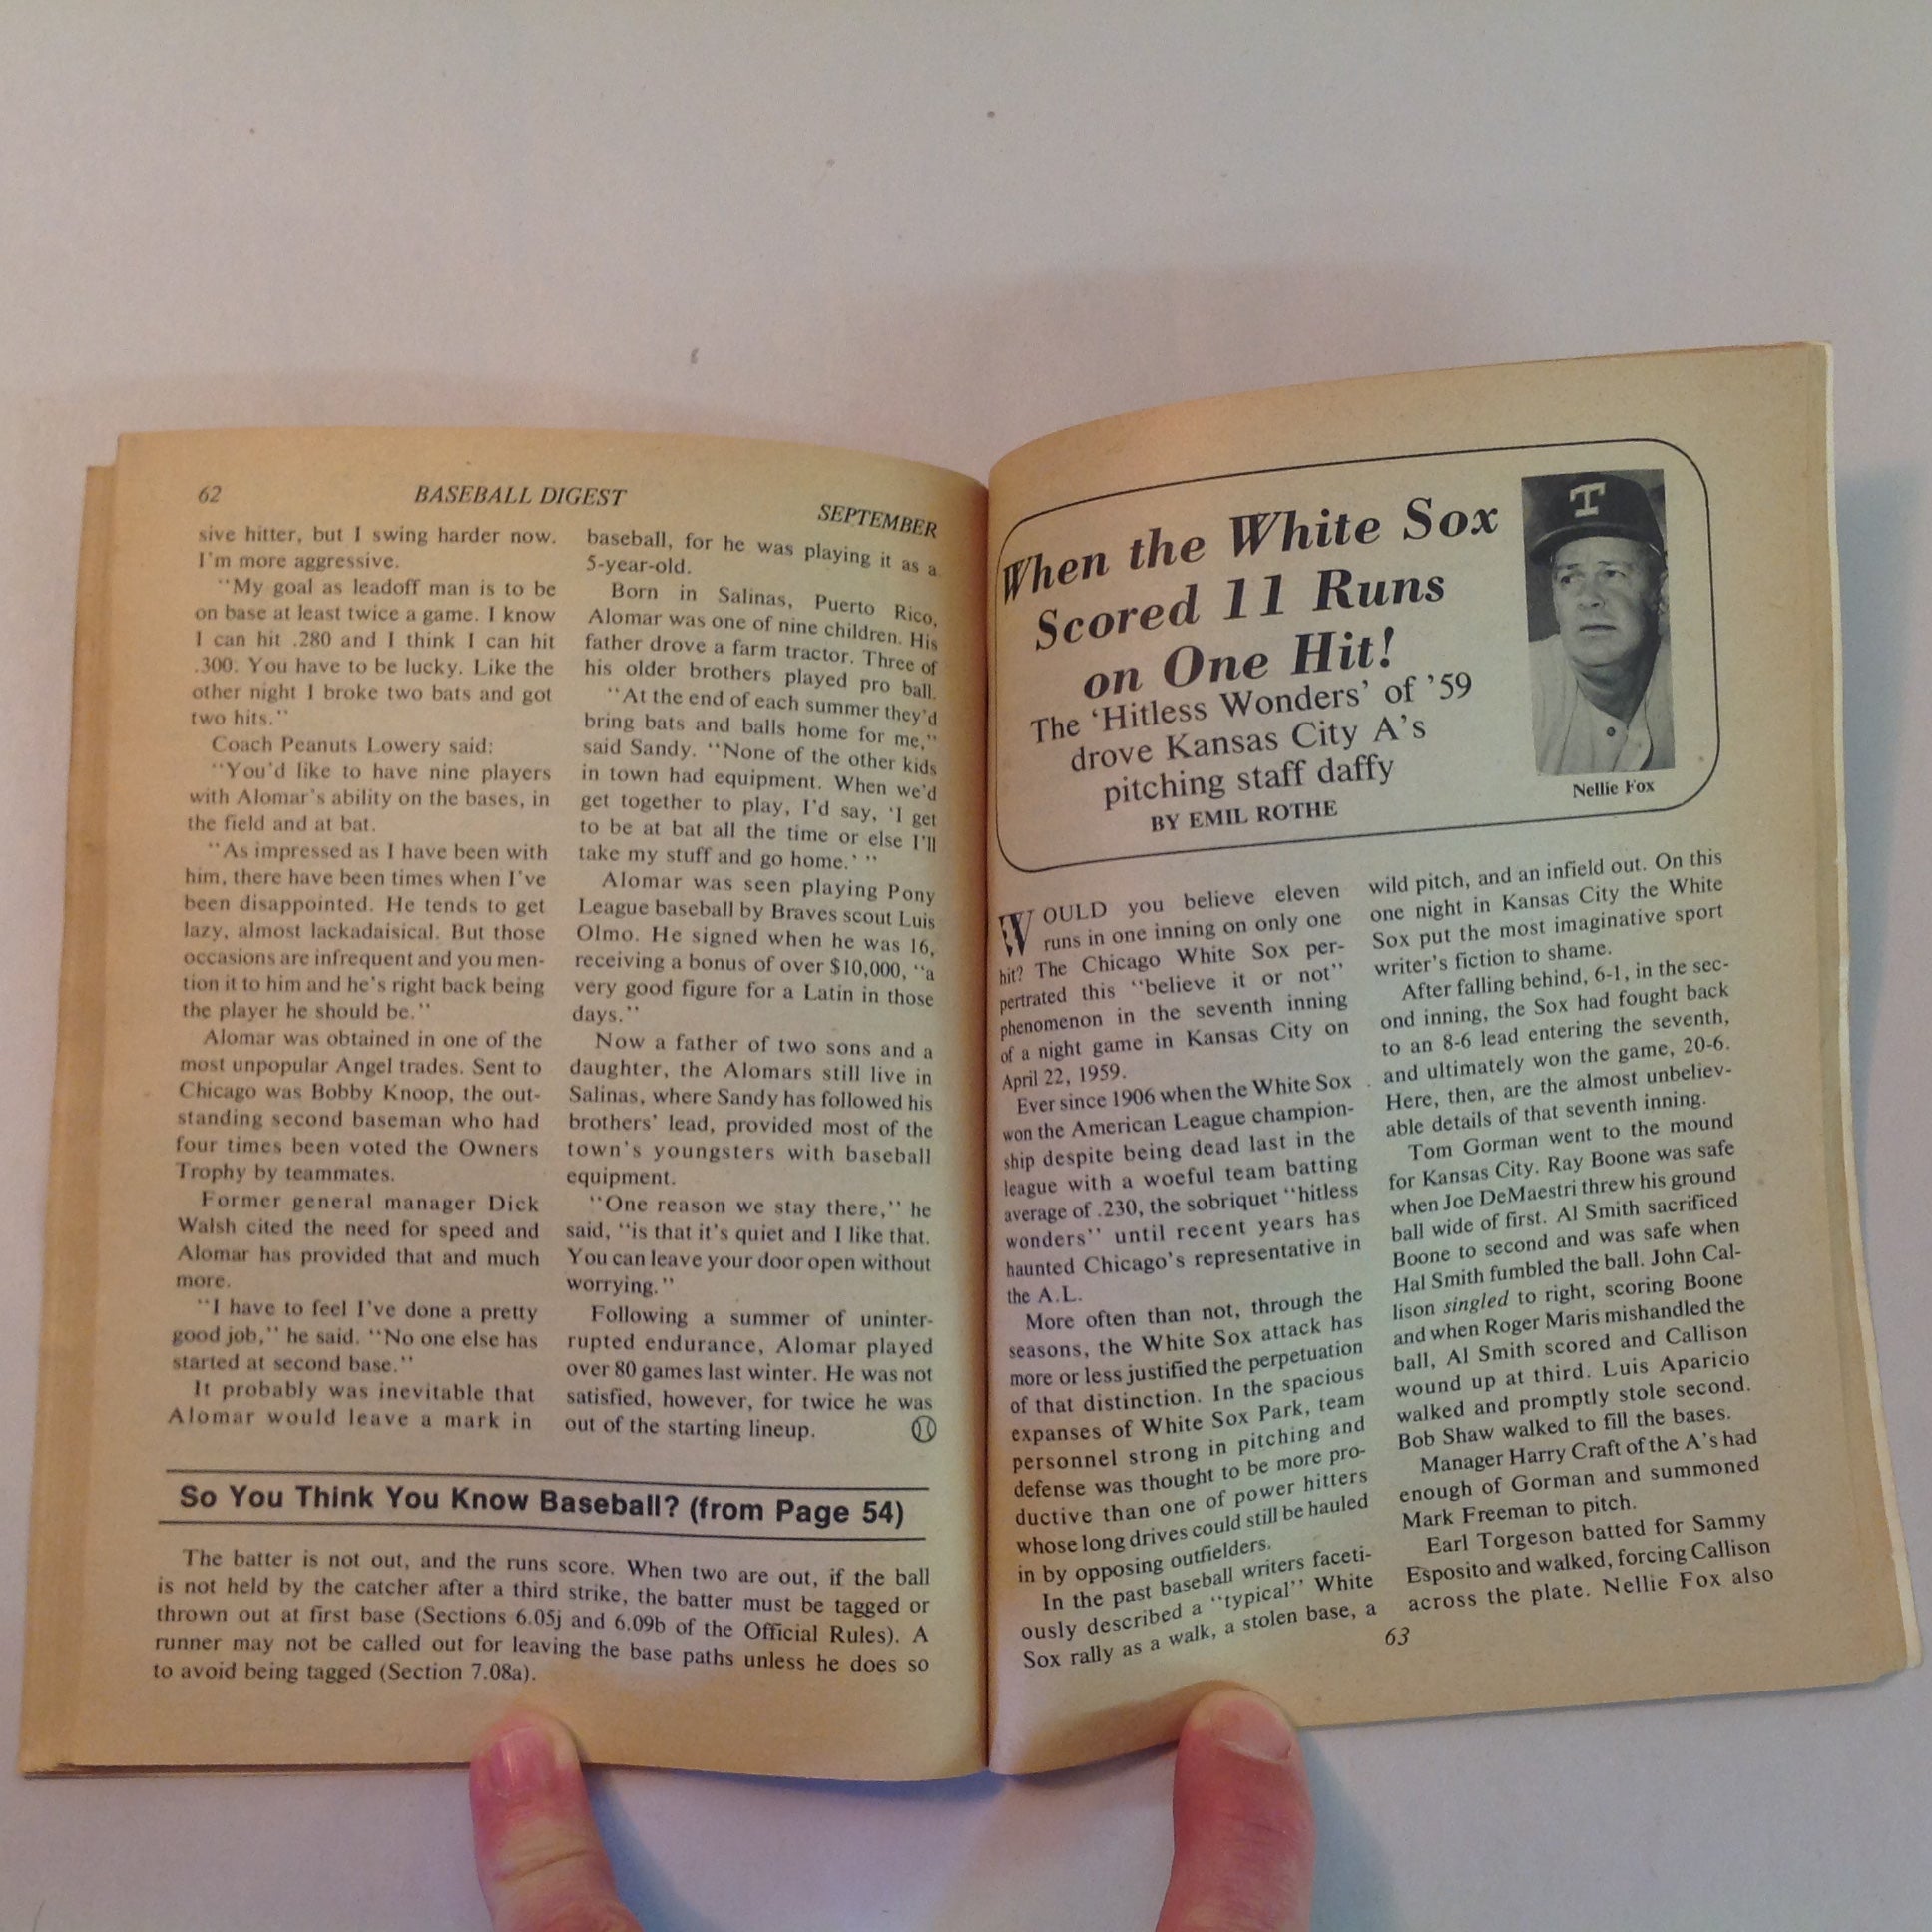 62
BASEBALL DIGEST
SEPTEMBER
sive hitter, but I swing harder now.
I'm more aggressive.
"My goal as leadoff man is to be
on base at least twice a game. I know
I can hit .280 and I think I can hit
.300. You have to be lucky. Like the
other night I broke two bats and got
two hits."
Coach Peanuts Lowery said:
"You'd like to have nine players
with Alomar's ability on the bases, in
the field and at bat.
"As impressed as I have been with
him, there have been times when I've
been disappointed. He tends to get
lazy, almost lackadaisical. But those
occasions are infrequent and you men-
tion it to him and he's right back being
the player he should be."
Alomar was obtained in one of the
most unpopular Angel trades. Sent to
Chicago was Bobby Knoop, the out-
standing second baseman who had
four times been voted the Owners
Trophy by teammates.
Former general manager Dick
Walsh cited the need for speed and
Alomar has provided that and much
more.
"I have to feel I've done a pretty
good job," he said. "No one else has
started at second base."
It probably was inevitable that
Alomar would leave a mark in
baseball, for he was playing it as a
5-year-old.
Born in Salinas, Puerto Rico,
Alomar was one of nine children. His
father drove a farm tractor. Three of
his older brothers played pro ball.
"At the end of each summer they'd
bring bats and balls home for me,"
said Sandy. "None of the other kids
in town had equipment. When we'd
get together to play, I'd say, 'I get
to be at bat all the time or else I'll
take my stuff and go home.' "
Alomar was seen playing Pony
League baseball by Braves scout Luis
Olmo. He signed when he was 16,
receiving a bonus of over $10,000, "a
very good figure for a Latin in those
days."
Now a father of two sons and a
daughter, the Alomars still live in
Salinas, where Sandy has followed his
brothers' lead, provided most of the
town's youngsters with baseball
equipment.
"One reason we stay there," he
said, "is that it's quiet and I like that.
You can leave your door open without
worrying."
Following a summer of uninter-
rupted endurance, Alomar played
over 80 games last winter. He was not
satisfied, however, for twice he was
out of the starting lineup.
So You Think You Know Baseball? (from Page 54)
The batter is not out, and the runs score. When two are out, if the ball
is not held by the catcher after a third strike, the batter must be tagged or
thrown out at first base (Sections 6.05j and 6.09b of the Official Rules). A
runner may not be called out for leaving the base paths unless he does so
to avoid being tagged (Section 7.08a).
When the White Sox
Scored 11 Runs
on One Hit!
The 'Hitless Wonders' of '59
drove Kansas City A's
pitching staff daffy
BY EMIL ROTHE
T
Nellie Fox
WOULD you believe eleven
runs in one inning on only one
hit? The Chicago White Sox per-
pertrated this "believe it or not"
phenomenon in the seventh inning
of a night game in Kansas City on
April 22, 1959.
Ever since 1906 when the White Sox
won the American League champion-
ship despite being dead last in the
league with a woeful team batting
average of .230, the sobriquet "hitless
wonders" until recent years has
haunted Chicago's representative in
the A.L.
More often than not, through the
seasons, the White Sox attack has
more or less justified the perpetuation
of that distinction. In the spacious
expanses of White Sox Park, team
personnel strong in pitching and
defense was thought to be more pro-
ductive than one of power hitters
whose long drives could still be hauled
in by opposing outfielders.
In the past baseball writers faceti-
ously described a "typical" White
Sox rally as a walk, a stolen base, a
wild pitch, and an infield out. On this
one night in Kansas City the White
Sox put the most imaginative sport
writer's fiction to shame.
After falling behind, 6-1, in the sec-
ond inning, the Sox had fought back
to an 8-6 lead entering the seventh,
and ultimately won the game, 20-6.
Here, then, are the almost unbeliev-
able details of that seventh inning.
Tom Gorman went to the mound
for Kansas City. Ray Boone was safe
when Joe DeMaestri threw his ground
ball wide of first. Al Smith sacrificed
Boone to second and was safe when
Hal Smith fumbled the ball. John Cal-
lison singled to right, scoring Boone
and when Roger Maris mishandled the
ball, Al Smith scored and Callison
wound up at third. Luis Aparicio
walked and promptly stole second.
Bob Shaw walked to fill the bases.
Manager Harry Craft of the A's had
enough of Gorman and summoned
Mark Freeman to pitch.
Earl Torgeson batted for Sammy
Esposito and walked, forcing Callison
across the plate. Nellie Fox also
63